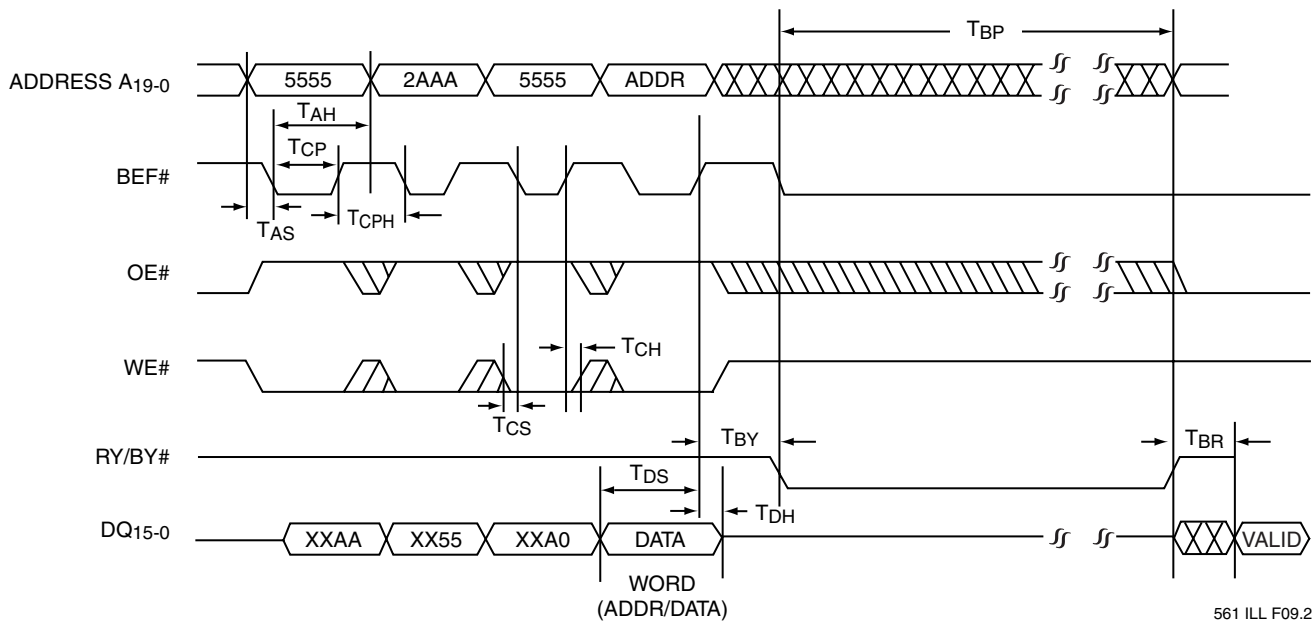 TBP
ADDRESS A19-0
5555
2AAA
5555
ADDR
TAH
TCP
BEF#
TAS
TCPH
OE#
WE#
TCH
TCS
RY/BY#
TBY
TBR
TDS
TDH
DQ15-0
XXAA
XX55
XXA0
DATA
VALID
WORD
(ADDR/DATA)
561 ILL F09.2